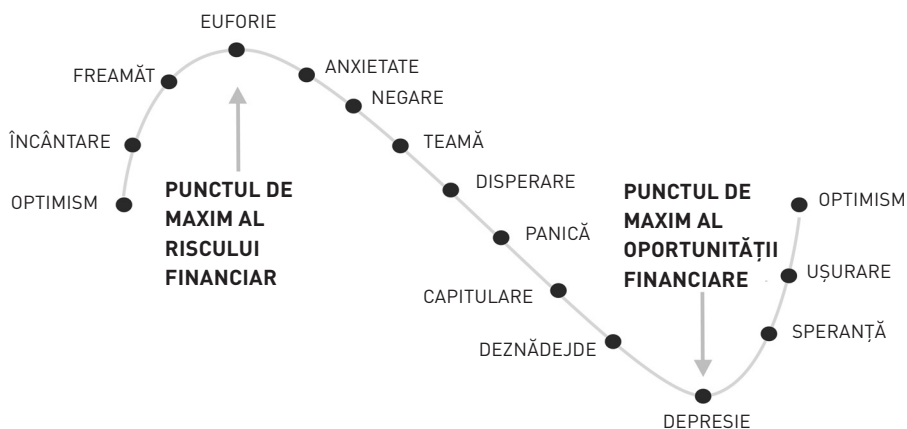 EUFORIE
FREAMĂT
ANXIETATE
NEGARE
ÎNCÂNTARE
TEAMĂ
OPTIMISM
PUNCTUL DE
MAXIM AL
RISCULUI
FINANCIAR
DISPERARE
PANICĂ
CAPITULARE
DEZNĂDEJDE
PUNCTUL DE
MAXIM AL
OPORTUNITĂȚII
FINANCIARE
OPTIMISM
UȘURARE
SPERANȚĂ
DEPRESIE